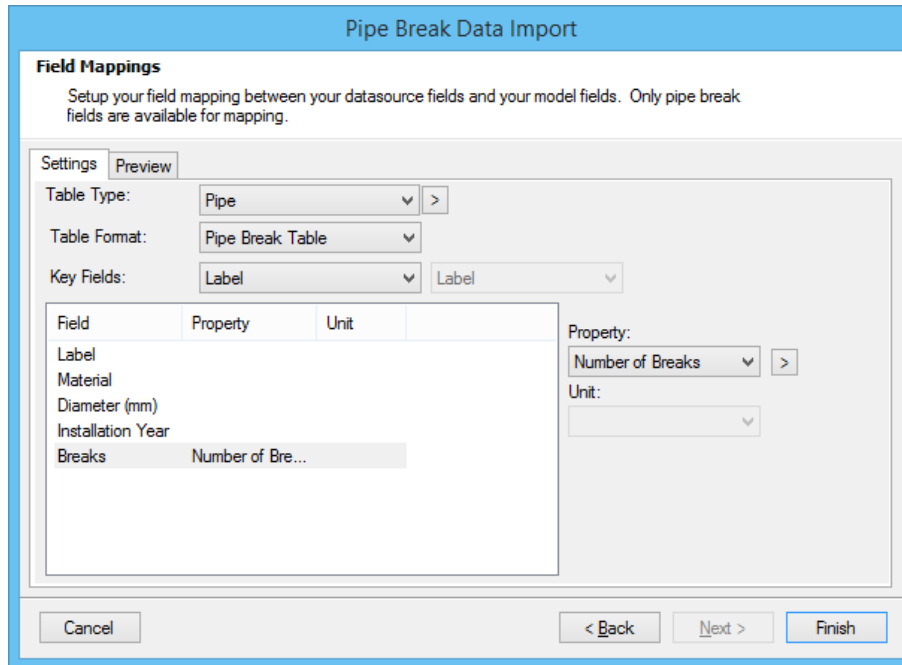 Pipe Break Data Import
Field Mappings
Setup your field mapping between your datasource fields and your model fields. Only pipe break
fields are available for mapping.
Settings Preview
Table Type: Pipe >
Table Format: Pipe Break Table
Key Fields: Label Label
Field Property Unit
Label
Material
Diameter (mm)
Installation Year
Breaks Number of Bre...
Property:
Number of Breaks >
Unit:
Cancel < Back Next > Finish